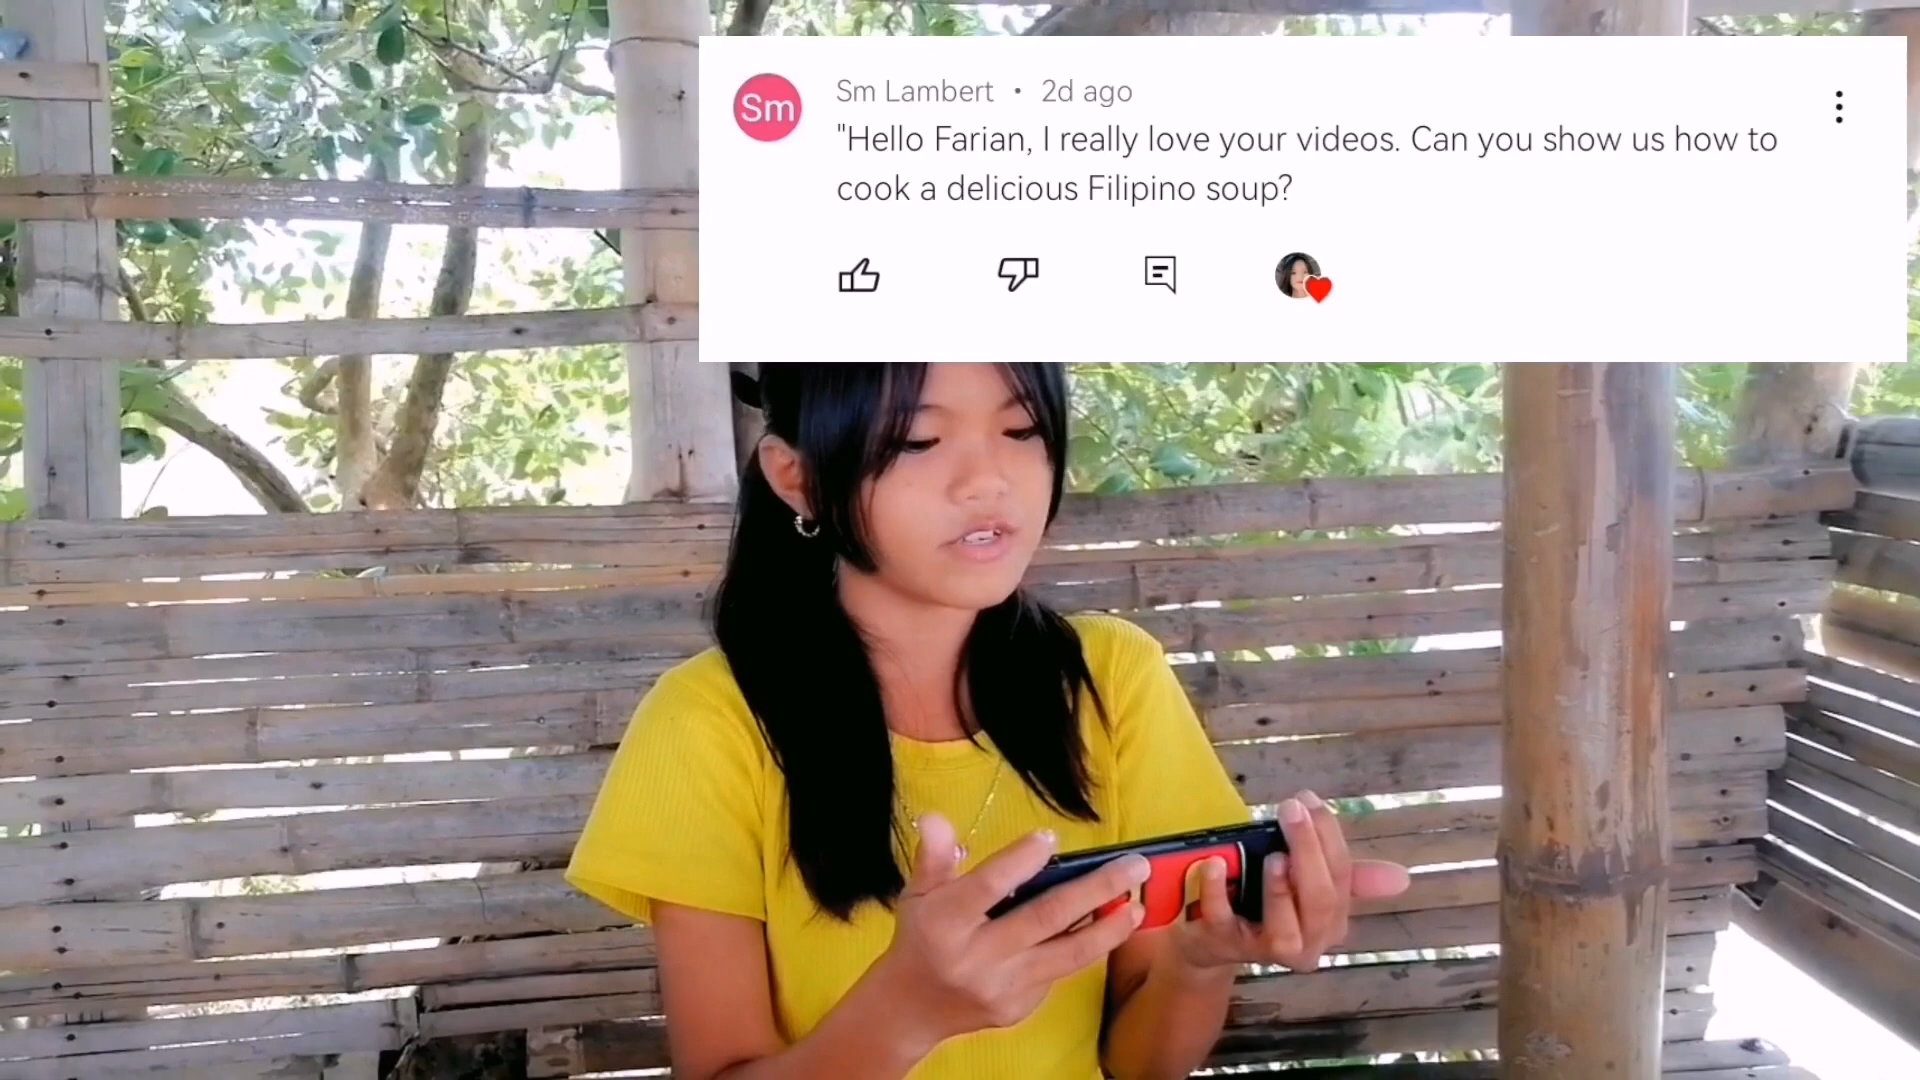 Sm
Sm Lambert • 2d ago
"Hello Farian, I really love your videos. Can you show us how to
cook a delicious Filipino soup?